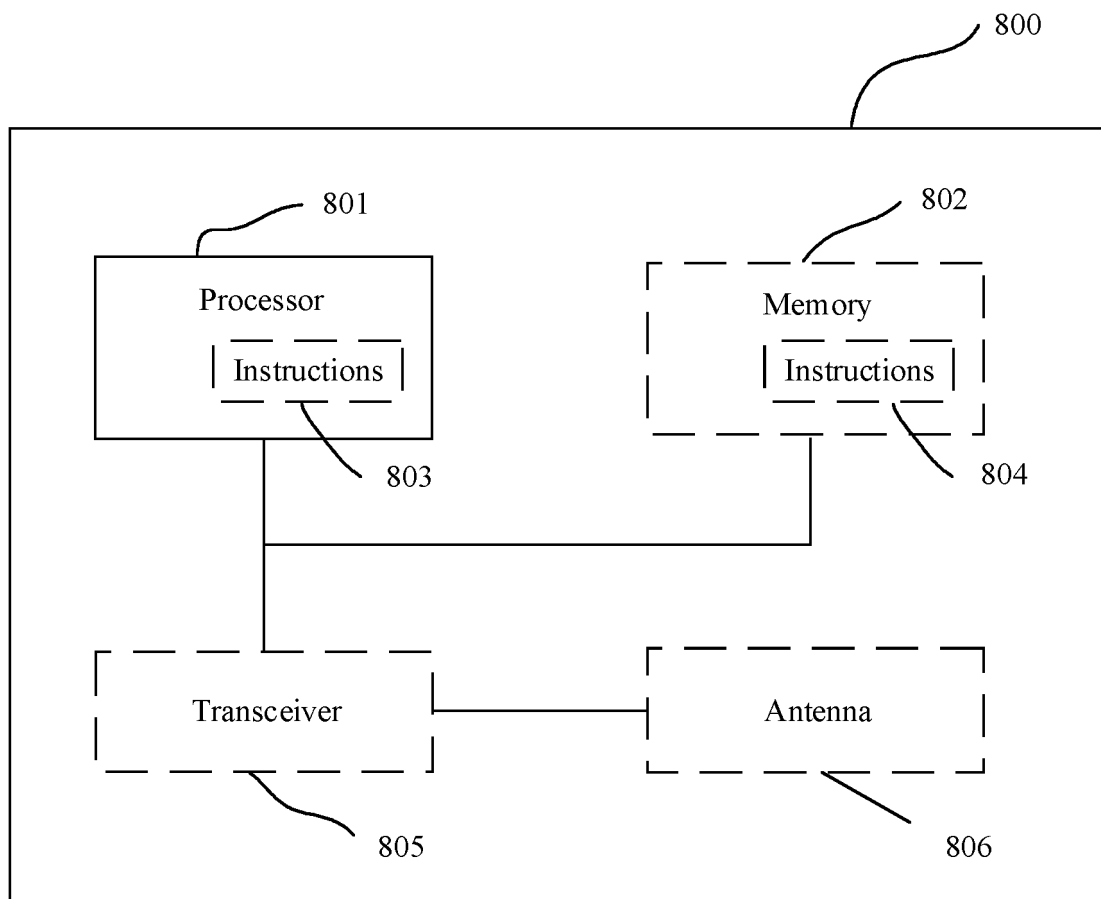 800
801
802
Processor
Memory
Instructions
Instructions
803
804
Transceiver
Antenna
805
806